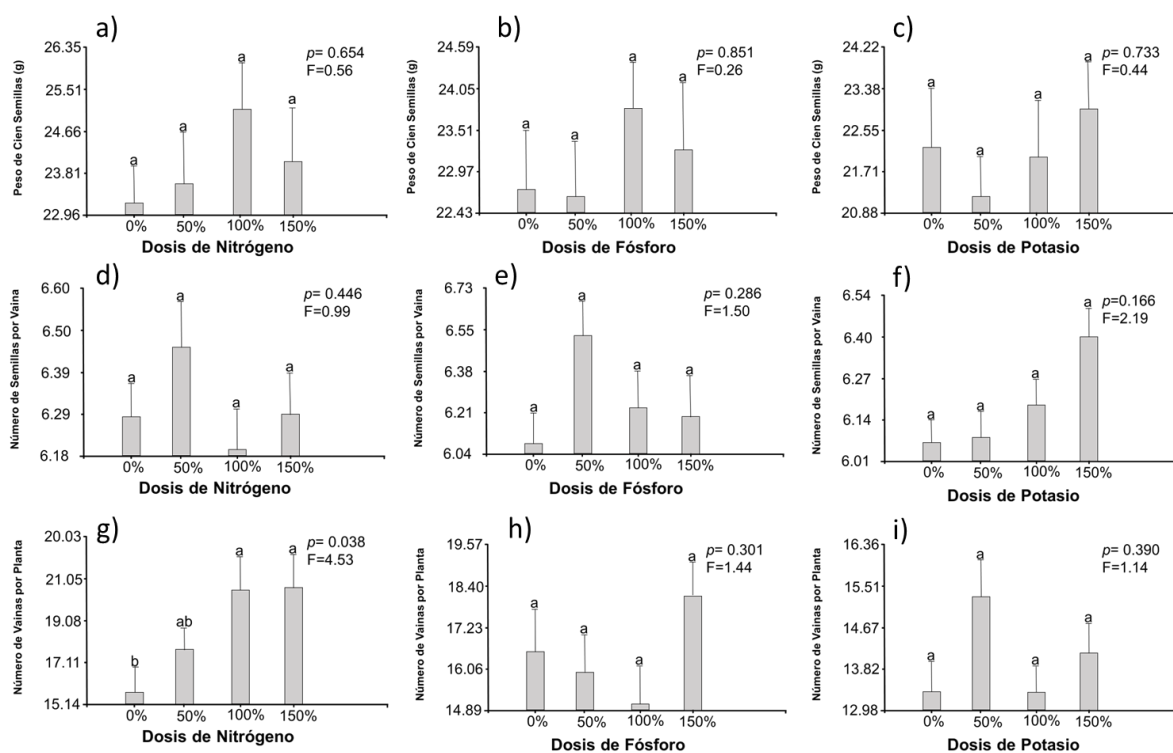 a)
Peso de Cien Semillas (g)
26.35
25.51
24.66
23.81
22.96
a
a
a
a
p= 0.654
F=0.56
0% 50% 100% 150%
Dosis de Nitrógeno
b)
Peso de Cien Semillas (g)
24.59
24.05
23.51
22.97
22.43
a
a
a
a
p= 0.851
F=0.26
0% 50% 100% 150%
Dosis de Fósforo
c)
Peso de Cien Semillas (g)
24.22
23.38
22.55
21.71
20.88
a
a
a
a
p= 0.733
F=0.44
0% 50% 100% 150%
Dosis de Potasio
d)
Número de Semillas por Vaina
6.60
6.50
6.39
6.29
6.18
a
a
a
a
p= 0.446
F=0.99
0% 50% 100% 150%
Dosis de Nitrógeno
e)
Número de Semillas por Vaina
6.73
6.55
6.38
6.21
6.04
a
a
a
a
p= 0.286
F=1.50
0% 50% 100% 150%
Dosis de Fósforo
f)
Número de Semillas por Vaina
6.54
6.40
6.27
6.14
6.01
a
a
a
a
p=0.166
F=2.19
0% 50% 100% 150%
Dosis de Potasio
g)
Número de Vainas por Planta
20.03
21.05
19.08
17.11
15.14
b
ab
a
a
p= 0.038
F=4.53
0% 50% 100% 150%
Dosis de Nitrógeno
h)
Número de Vainas por Planta
19.57
18.40
17.23
16.06
14.89
a
a
a
a
p= 0.301
F=1.44
0% 50% 100% 150%
Dosis de Fósforo
i)
Número de Vainas por Planta
16.36
15.51
14.67
13.82
12.98
a
a
a
a
p= 0.390
F=1.14
0% 50% 100% 150%
Dosis de Potasio